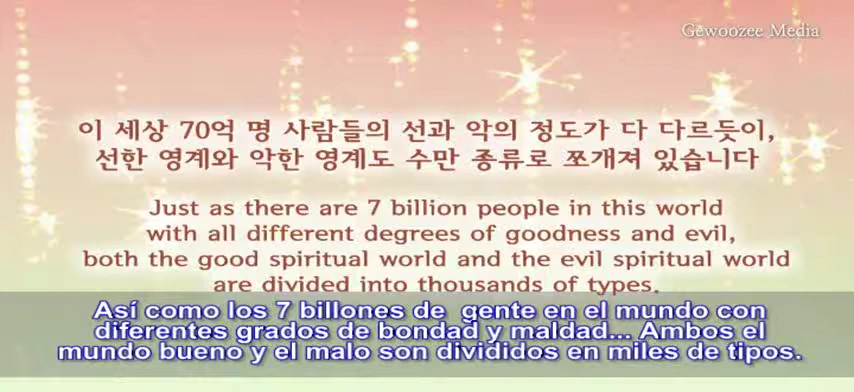 Gewoozee Media
이 세상 70억 명 사람들의 선과 악의 정도가 다 다르듯이,
선한 영계와 악한 영계도 수만 종류로 쪼개져 있습니다
Just as there are 7 billion people in this world
with all different degrees of goodness and evil,
both the good spiritual world and the evil spiritual world
are divided into thousands of types.
Así como los 7 billones de  gente en el mundo con
diferentes grados de bondad y maldad... Ambos el
mundo bueno y el malo son divididos en miles de tipos.